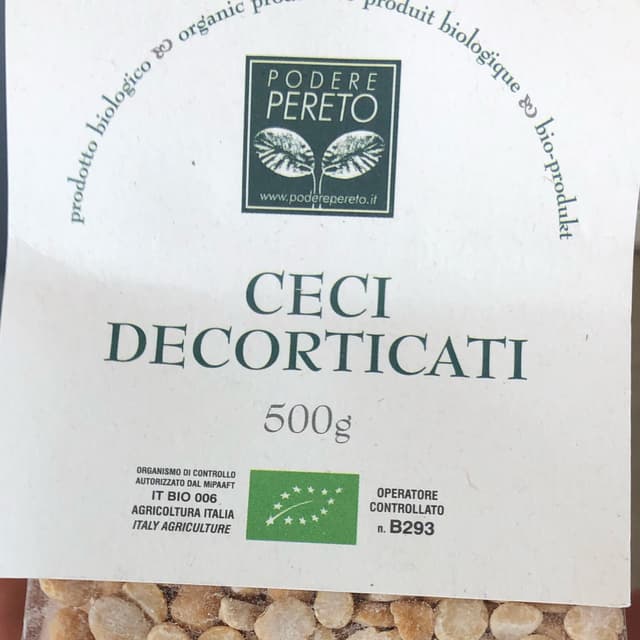 prodotto biologico organic produit biologique bio-produkt
PODERE
PERETO
www.poderepereto.it
CECI
DECORTICATI
500g
ORGANISMO DI CONTROLLO
AUTORIZZATO DAL MiPAAFT
IT BIO 006
AGRICOLTURA ITALIA
ITALY AGRICULTURE
OPERATORE
CONTROLLATO
n. B293